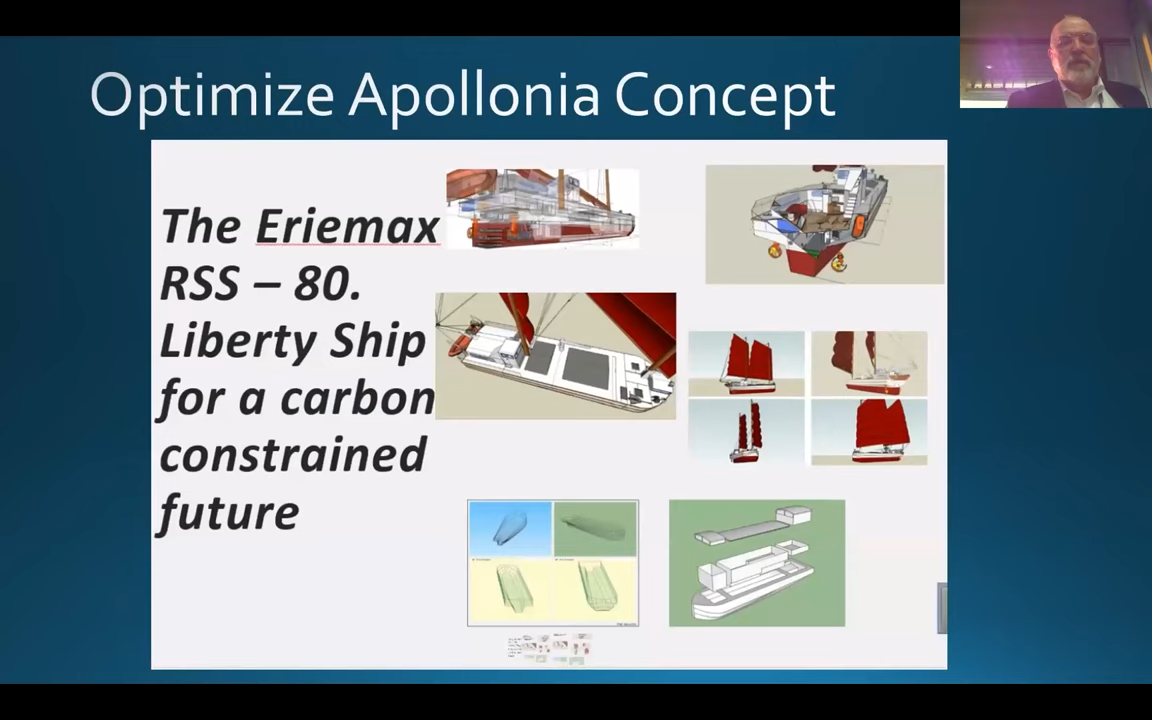 Optimize Apollonia Concept
The Eriemax
RSS – 80.
Liberty Ship
for a carbon
constrained
future